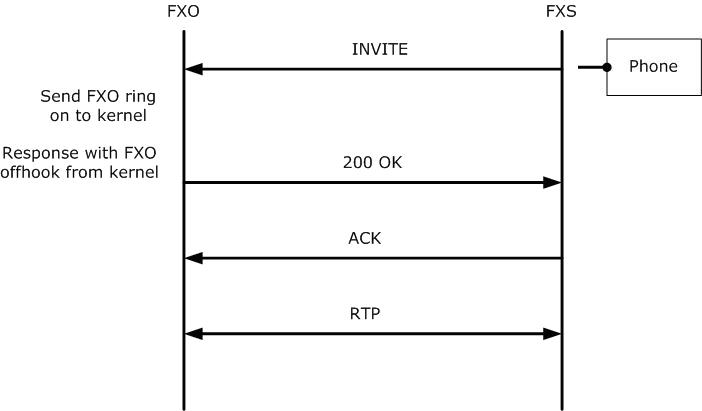 FXO
FXS
INVITE
Phone
Send FXO ring
on to kernel
Response with FXO
offhook from kernel
200 OK
ACK
RTP